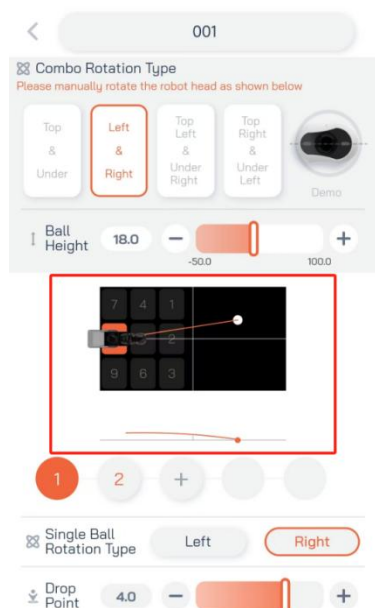 001
Combo Rotation Type
Please manually rotate the robot head as shown below
Top
&
Under
Left
&
Right
Top
Left
&
Under
Right
Top
Right
&
Under
Left
Demo
Ball
Height
18.0
-50.0
100.0
7 4 1
2
9 6 3
1
2
+
Single Ball
Rotation Type
Left
Right
Drop
Point
4.0